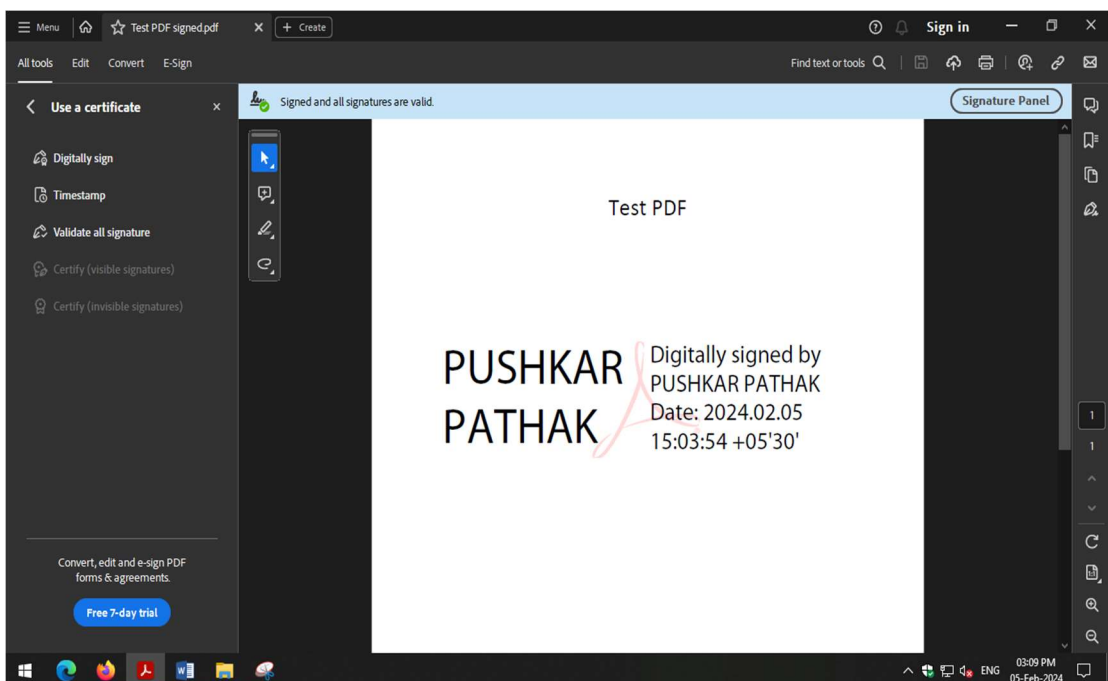 Menu
Test PDF signed.pdf
+ Create
Sign in
All tools Edit Convert E-Sign
Find text or tools
Use a certificate
Signed and all signatures are valid.
Signature Panel
Digitally sign
Timestamp
Validate all signature
Certify (visible signatures)
Certify (invisible signatures)
Test PDF
PUSHKAR
PATHAK
Digitally signed by
PUSHKAR PATHAK
Date: 2024.02.05
15:03:54 +05'30'
1
1
Convert, edit and e-sign PDF
forms & agreements.
Free 7-day trial
ENG
03:09 PM
05-Feb-2024